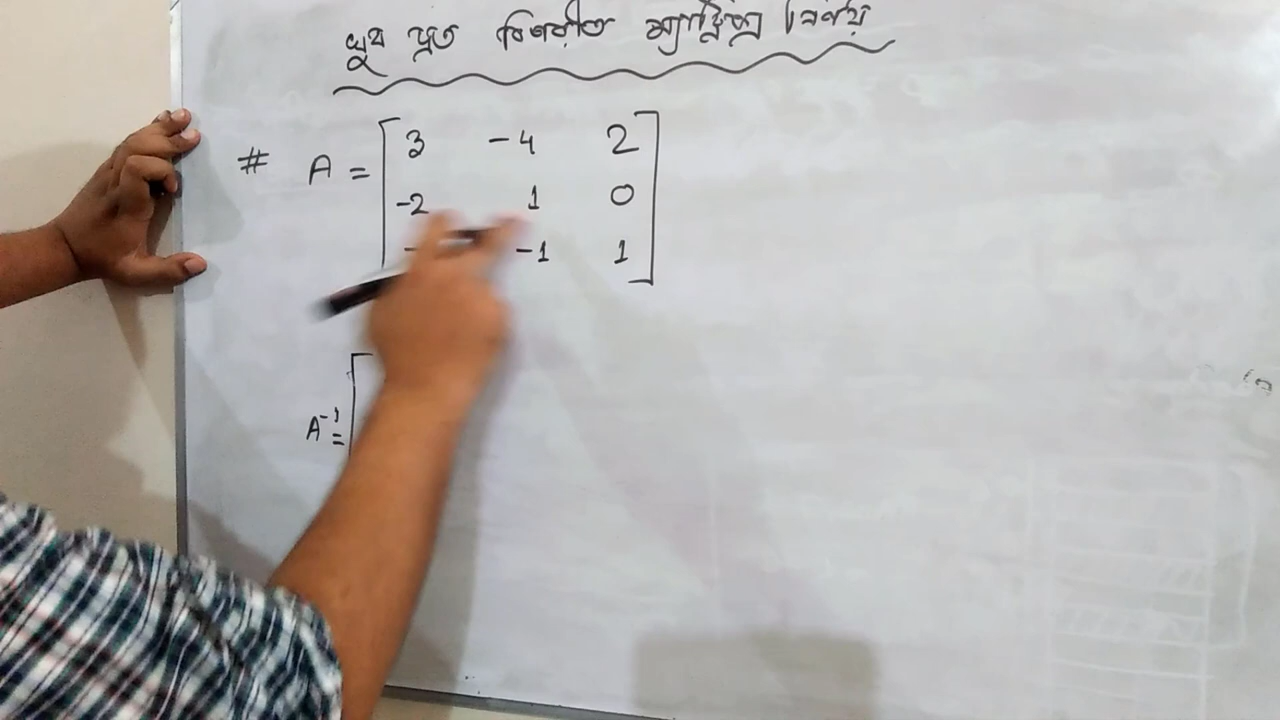 খুব দ্রুত বিপরীত ম্যাট্রিক্স নির্ণয়
# A = [ 3 -4 2
-2 1 0
- -1 1 ]
A⁻¹ = [